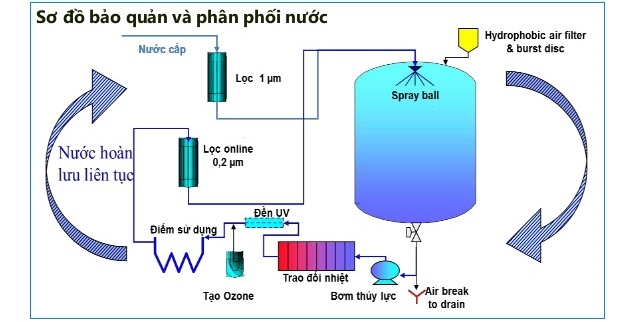 Sơ đồ bảo quản và phân phối nước
Nước cấp
Lọc 1 µm
Hydrophobic air filter
& burst disc
Spray ball
Lọc online
0,2 µm
Nước hoàn
lưu liên tục
Đền UV
Điểm sử dụng
Tạo Ozone
Trao đổi nhiệt
Bơm thủy lực
Air break
to drain